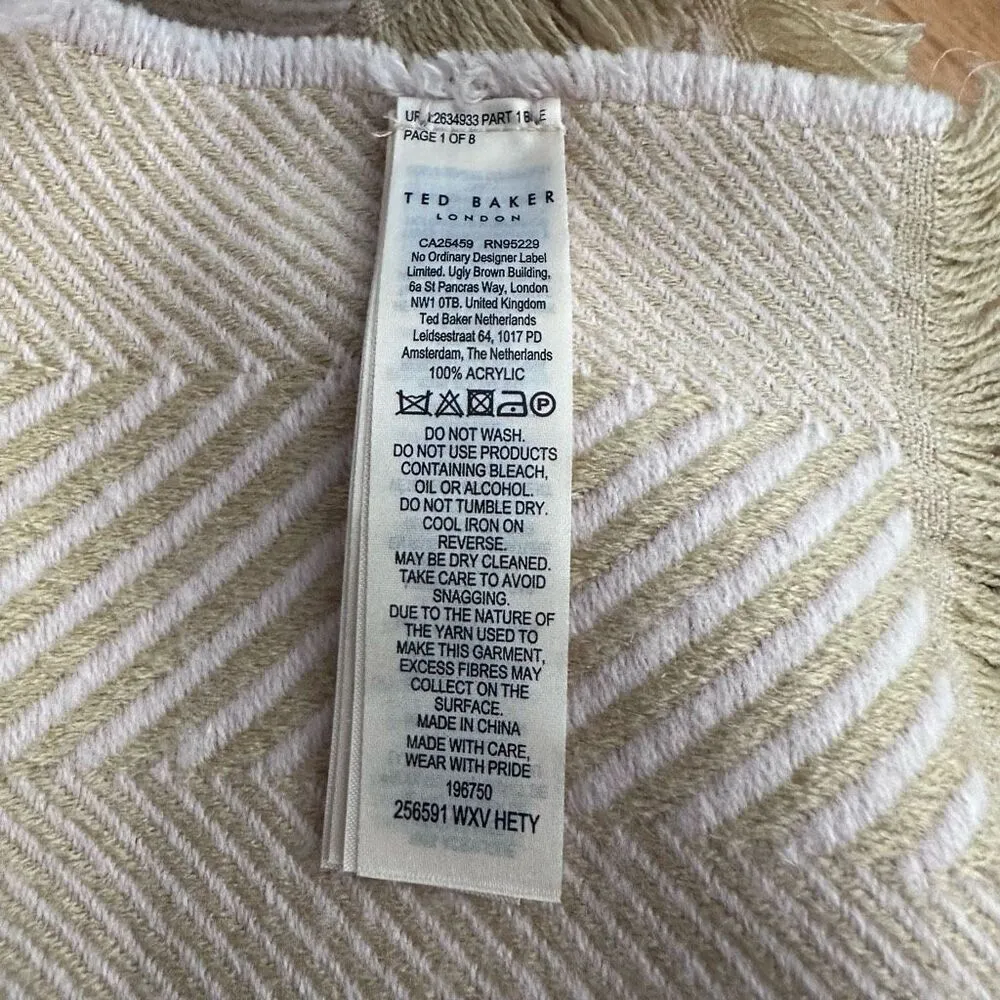 2634933 PART 1
PAGE 1 OF 8
TED BAKER
LONDON
CA25459 RN95229
No Ordinary Designer Label
Limited. Ugly Brown Building,
6a St Pancras Way, London
NW1 0TB. United Kingdom
Ted Baker Netherlands
Leidsestraat 64, 1017 PD
Amsterdam, The Netherlands
100% ACRYLIC
P
DO NOT WASH.
DO NOT USE PRODUCTS
CONTAINING BLEACH,
OIL OR ALCOHOL.
DO NOT TUMBLE DRY.
COOL IRON ON
REVERSE.
MAY BE DRY CLEANED.
TAKE CARE TO AVOID
SNAGGING.
DUE TO THE NATURE OF
THE YARN USED TO
MAKE THIS GARMENT,
EXCESS FIBRES MAY
COLLECT ON THE
SURFACE.
MADE IN CHINA
MADE WITH CARE,
WEAR WITH PRIDE
196750
256591 WXV HETY